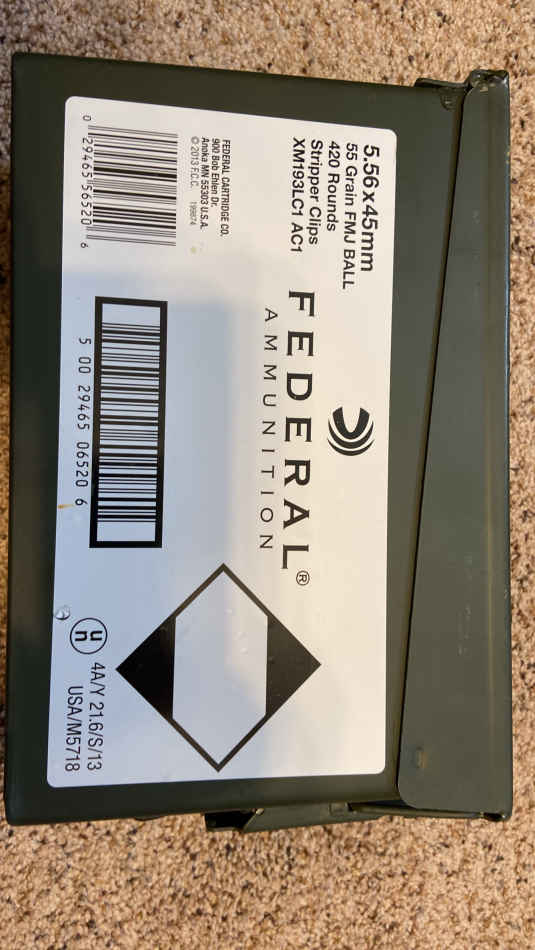 5.56x45mm
55 Grain FMJ BALL
420 Rounds
Stripper Clips
XM193LC1 AC1
FEDERAL®
AMMUNITION
FEDERAL CARTRIDGE CO.
900 Bob Ehlen Dr.
Anoka MN 55303 U.S.A.
© 2013 F.C.C. 199874
0 29465 56520 6
5 00 29465 06520 6
un
4A/Y 21.6/S/13
USA/M5718